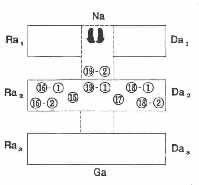 Na
Ra₁ Da₁
⑲-②
⑯-① ⑲-① ⑱-①
Ra₂ Da₂
⑯-② ⑮ ⑰ ⑱-②
Ra₃ Da₃
Ga